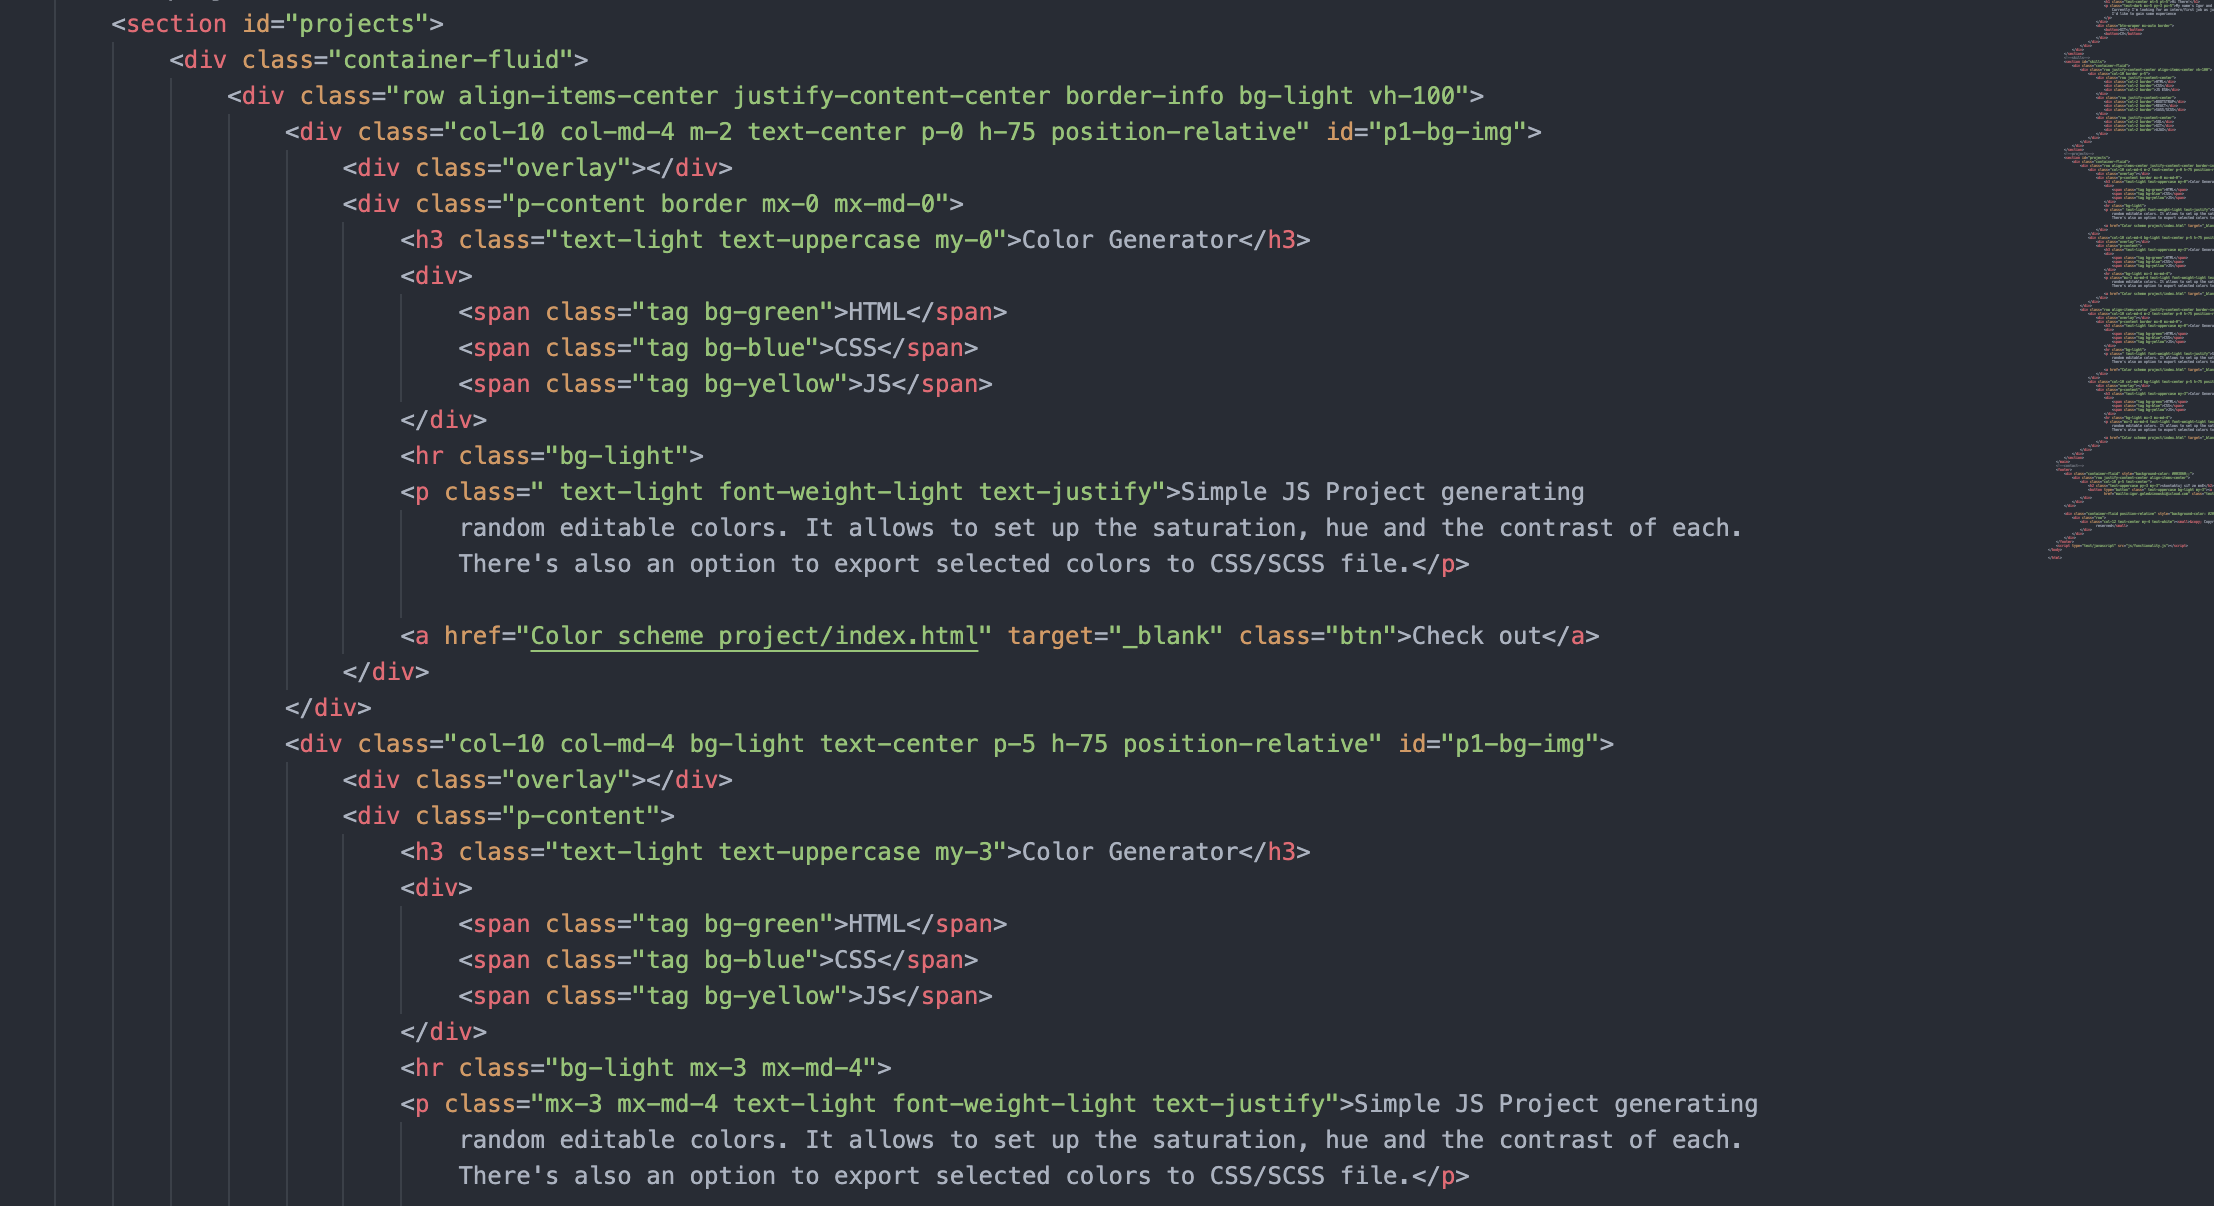 <section id="projects">
<div class="container-fluid">
<div class="row align-items-center justify-content-center border-info bg-light vh-100">
<div class="col-10 col-md-4 m-2 text-center p-0 h-75 position-relative" id="p1-bg-img">
<div class="overlay"></div>
<div class="p-content border mx-0 mx-md-0">
<h3 class="text-light text-uppercase my-0">Color Generator</h3>
<div>
<span class="tag bg-green">HTML</span>
<span class="tag bg-blue">CSS</span>
<span class="tag bg-yellow">JS</span>
</div>
<hr class="bg-light">
<p class=" text-light font-weight-light text-justify">Simple JS Project generating
random editable colors. It allows to set up the saturation, hue and the contrast of each.
There's also an option to export selected colors to CSS/SCSS file.</p>
<a href="Color scheme project/index.html" target="_blank" class="btn">Check out</a>
</div>
</div>
<div class="col-10 col-md-4 bg-light text-center p-5 h-75 position-relative" id="p1-bg-img">
<div class="overlay"></div>
<div class="p-content">
<h3 class="text-light text-uppercase my-3">Color Generator</h3>
<div>
<span class="tag bg-green">HTML</span>
<span class="tag bg-blue">CSS</span>
<span class="tag bg-yellow">JS</span>
</div>
<hr class="bg-light mx-3 mx-md-4">
<p class="mx-3 mx-md-4 text-light font-weight-light text-justify">Simple JS Project generating
random editable colors. It allows to set up the saturation, hue and the contrast of each.
There's also an option to export selected colors to CSS/SCSS file.</p>